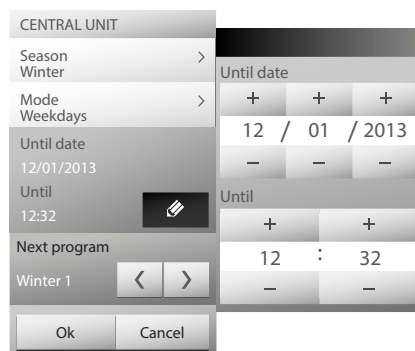 CENTRAL UNIT
Season
Winter
>
Mode
Weekdays
>
Until date
12/01/2013
Until
12:32
Next program
Winter 1
<
>
Ok
Cancel
Until date
+ + +
12 / 01 / 2013
− − −
Until
+ +
12 : 32
− −